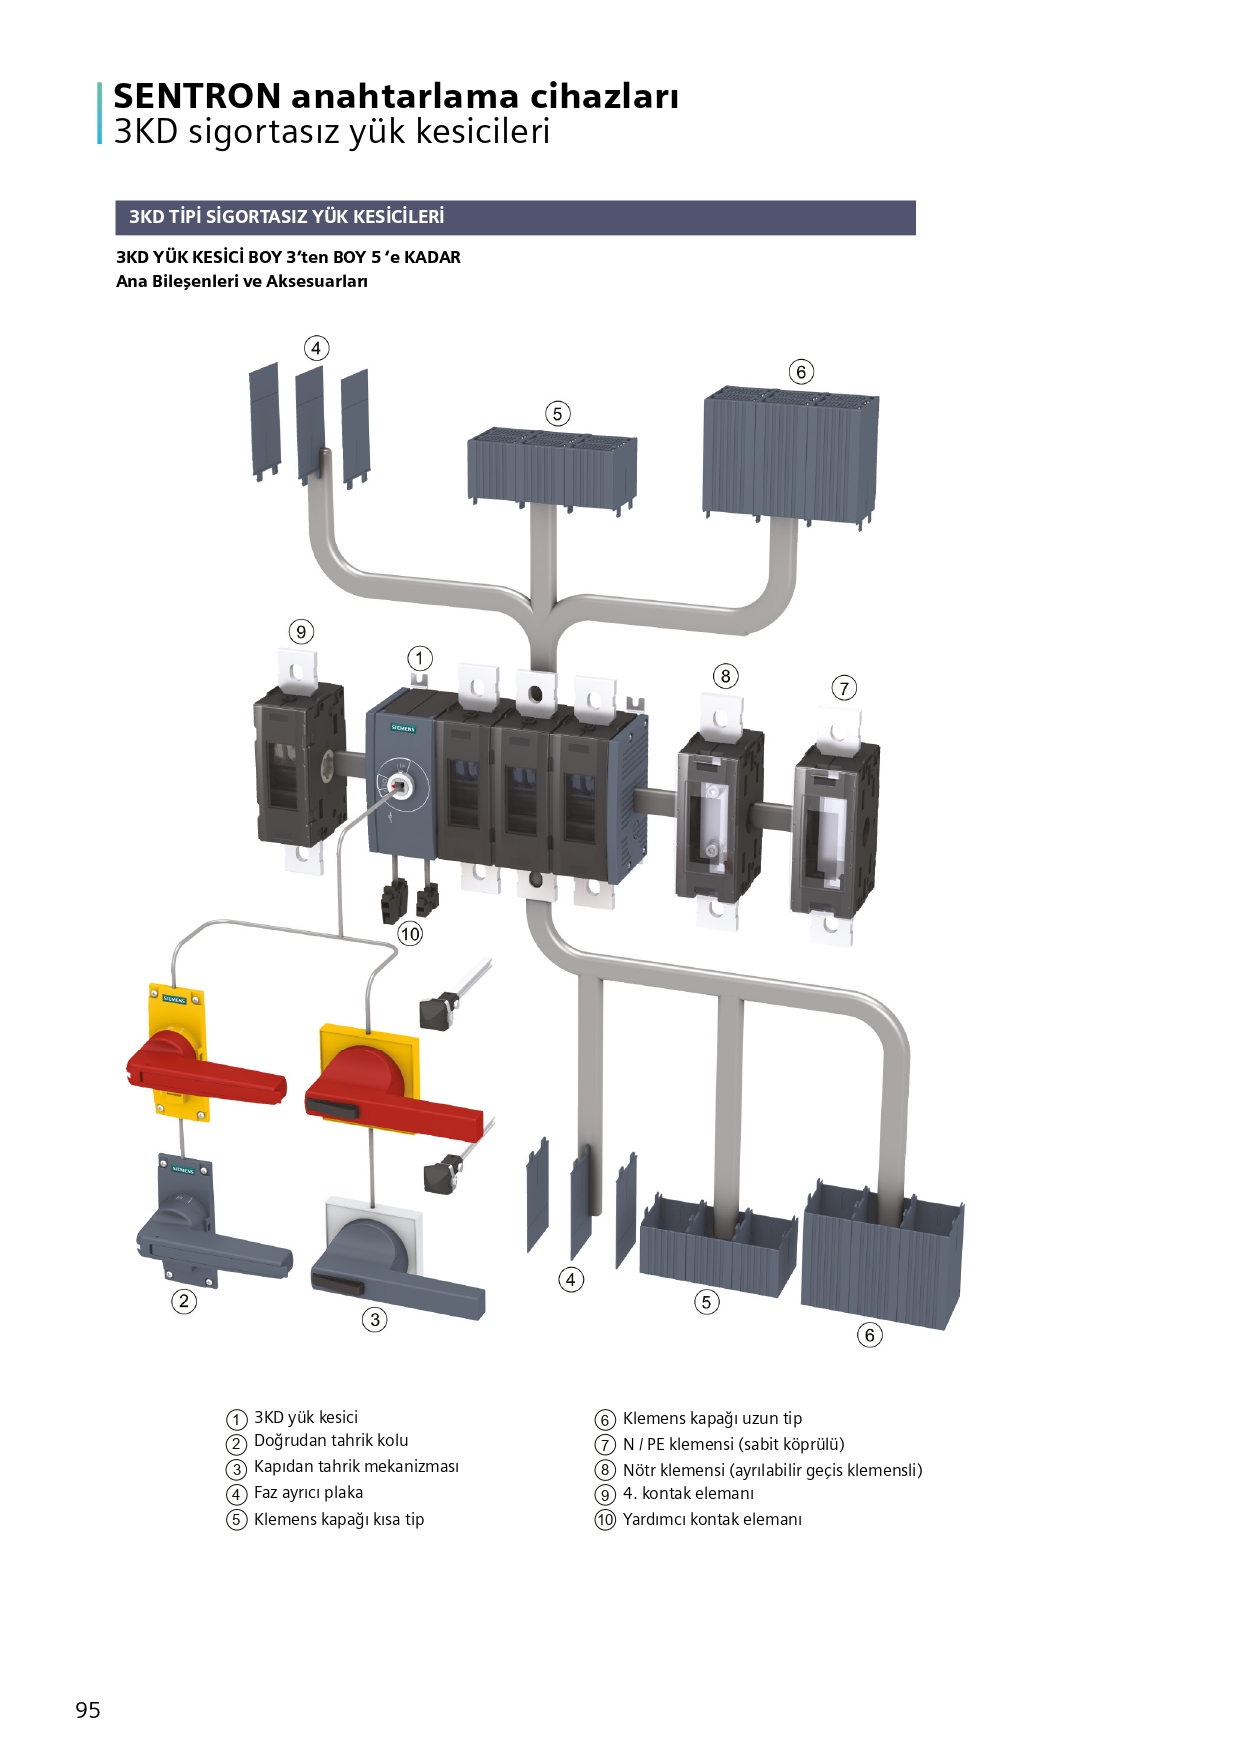 SENTRON anahtarlama cihazları
3KD sigortasız yük kesicileri
3KD TİPİ SİGORTASIZ YÜK KESİCİLERİ
3KD YÜK KESİCİ BOY 3’ten BOY 5 ‘e KADAR
Ana Bileşenleri ve Aksesuarları
4
6
5
9
1
8
7
SIEMENS
10
SIEMENS
SIEMENS
4
2
5
3
6
1 3KD yük kesici
2 Doğrudan tahrik kolu
3 Kapıdan tahrik mekanizması
4 Faz ayrıcı plaka
5 Klemens kapağı kısa tip
6 Klemens kapağı uzun tip
7 N / PE klemensi (sabit köprülü)
8 Nötr klemensi (ayrılabilir geçis klemensli)
9 4. kontak elemanı
10 Yardımcı kontak elemanı
95